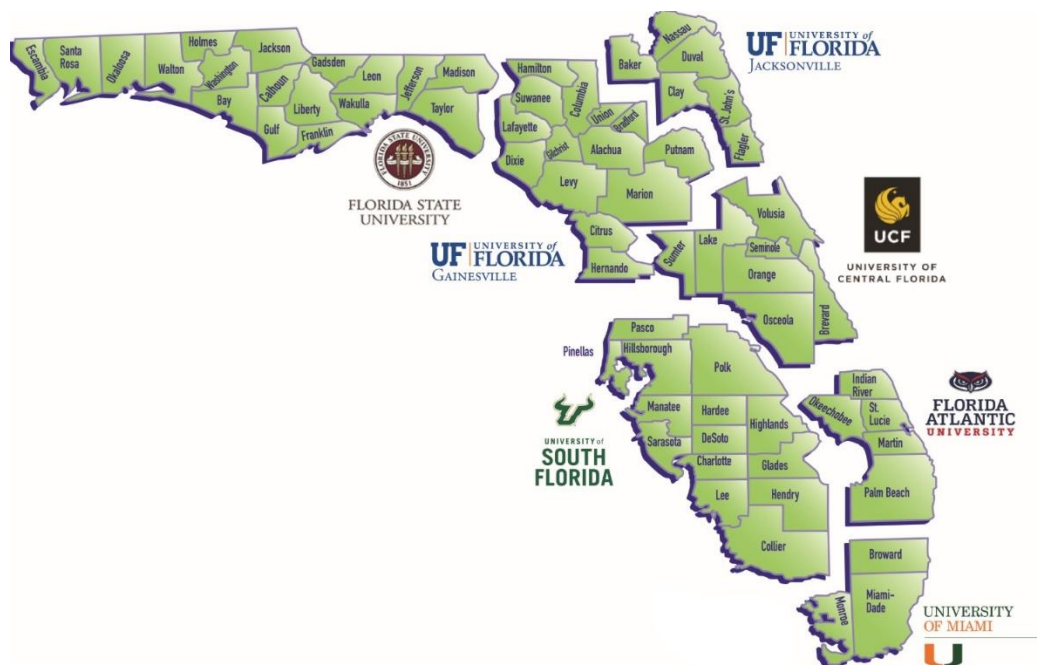 Escambia
Santa
Rosa
Okaloosa
Walton
Holmes
Washington
Jackson
Bay
Calhoun
Gulf
Gadsden
Liberty
Franklin
Leon
Wakulla
Jefferson
Madison
Taylor
FLORIDA STATE UNIVERSITY
1851
FLORIDA STATE
UNIVERSITY
Hamilton
Suwanee
Lafayette
Dixie
Columbia
Gilchrist
Union
Bradford
Alachua
Putnam
Levy
Marion
Citrus
Hernando
UF UNIVERSITY of
FLORIDA
GAINESVILLE
Nassau
Baker
Duval
Clay
St. John's
Flagler
UF UNIVERSITY of
FLORIDA
JACKSONVILLE
Volusia
Sumter
Lake
Seminole
Orange
Osceola
Brevard
UCF
UNIVERSITY OF
CENTRAL FLORIDA
Pasco
Pinellas
Hillsborough
Polk
Manatee
Hardee
Highlands
Sarasota
DeSoto
Charlotte
Glades
Lee
Hendry
Collier
UNIVERSITY of
SOUTH
FLORIDA
Indian
River
Okeechobee
St.
Lucie
Martin
Palm Beach
FLORIDA
ATLANTIC
UNIVERSITY
Broward
Miami-
Dade
Monroe
UNIVERSITY
OF MIAMI
U